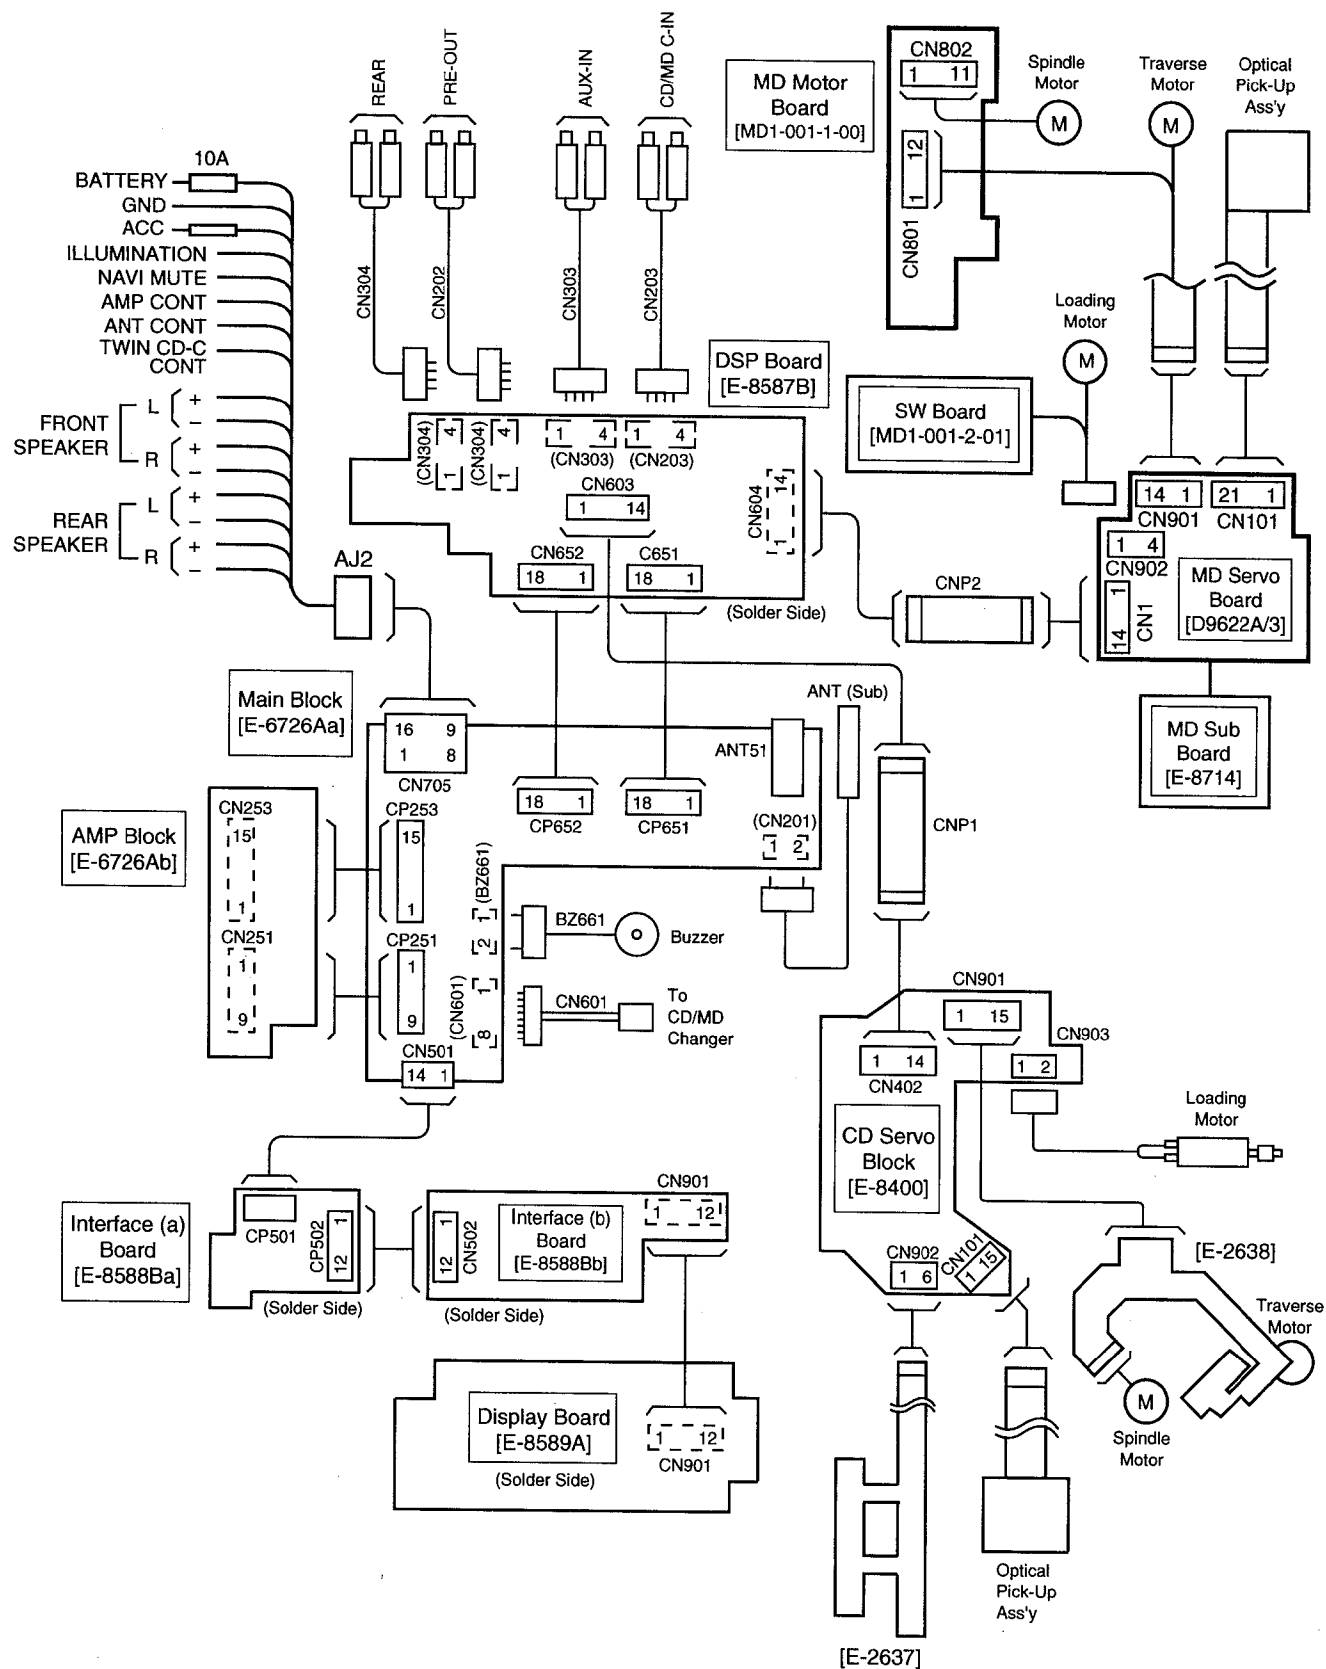 REAR
PRE-OUT
AUX-IN
CD/MD C-IN
CN304
CN202
CN303
CN203
10A
BATTERY
GND
ACC
ILLUMINATION
NAVI MUTE
AMP CONT
ANT CONT
TWIN CD-C
CONT
FRONT
SPEAKER
L
+
−
R
+
−
REAR
SPEAKER
L
+
−
R
+
−
AJ2
MD Motor
Board
[MD1-001-1-00]
CN802
1 11
12
1
CN801
Spindle
Motor
M
Traverse
Motor
M
Optical
Pick-Up
Ass'y
Loading
Motor
M
SW Board
[MD1-001-2-01]
DSP Board
[E-8587B]
(CN304)
4
1
(CN304)
4
1
1 4
(CN303)
1 4
(CN203)
CN603
1 14
CN604
14
1
CN652
18 1
C651
18 1
(Solder Side)
CNP2
14 1
CN901
21 1
CN101
1 4
CN902
1
14
CN1
MD Servo
Board
[D9622A/3]
MD Sub
Board
[E-8714]
Main Block
[E-6726Aa]
16 9
1 8
CN705
ANT51
ANT (Sub)
CNP1
18 1
CP652
18 1
CP651
(CN201)
1 2
AMP Block
[E-6726Ab]
CN253
15
1
CN251
1
9
CP253
15
1
CP251
1
9
(BZ661)
1
2
BZ661
Buzzer
(CN601)
1
8
CN601
To
CD/MD
Changer
CN501
14 1
CN901
1 15
CN903
1 2
1 14
CN402
CD Servo
Block
[E-8400]
Loading
Motor
CN902
1 6
CN101
1 15
[E-2638]
Traverse
Motor
M
Spindle
Motor
Optical
Pick-Up
Ass'y
[E-2637]
Interface (a)
Board
[E-8588Ba]
CP501
CP502
1
12
(Solder Side)
1
12
CN502
Interface (b)
Board
[E-8588Bb]
CN901
1 12
(Solder Side)
Display Board
[E-8589A]
(Solder Side)
1 12
CN901